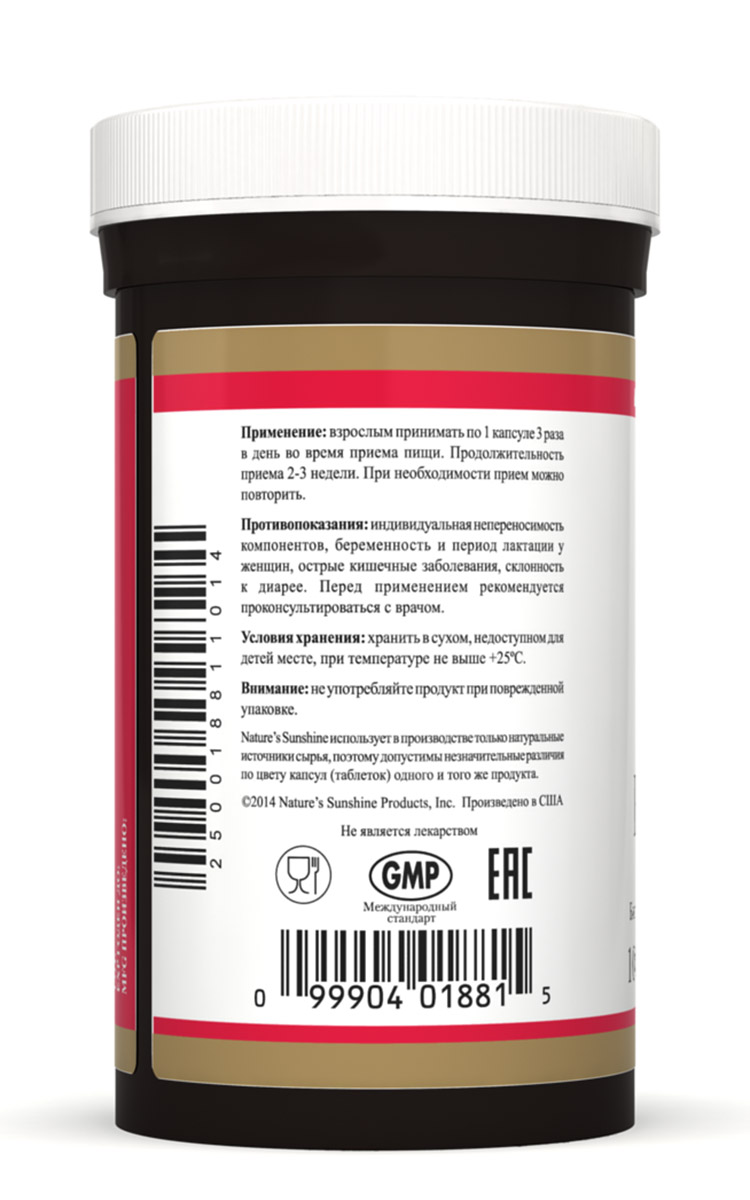 Применение: взрослым принимать по 1 капсуле 3 раза
в день во время приема пищи. Продолжительность
приема 2-3 недели. При необходимости прием можно
повторить.
Противопоказания: индивидуальная непереносимость
компонентов, беременность и период лактации у
женщин, острые кишечные заболевания, склонность
к диарее. Перед применением рекомендуется
проконсультироваться с врачом.
Условия хранения: хранить в сухом, недоступном для
детей месте, при температуре не выше +25°С.
Внимание: не употребляйте продукт при поврежденной
упаковке.
Nature's Sunshine использует в производстве только натуральные
источники сырья, поэтому допустимы незначительные различия
по цвету капсул (таблеток) одного и того же продукта.
©2014 Nature's Sunshine Products, Inc. Произведено в США
Не является лекарством
GMP
EAC
Международный
стандарт
0 99904 01881 5
250018811014
MFG ПРОИЗВЕДЕНО: